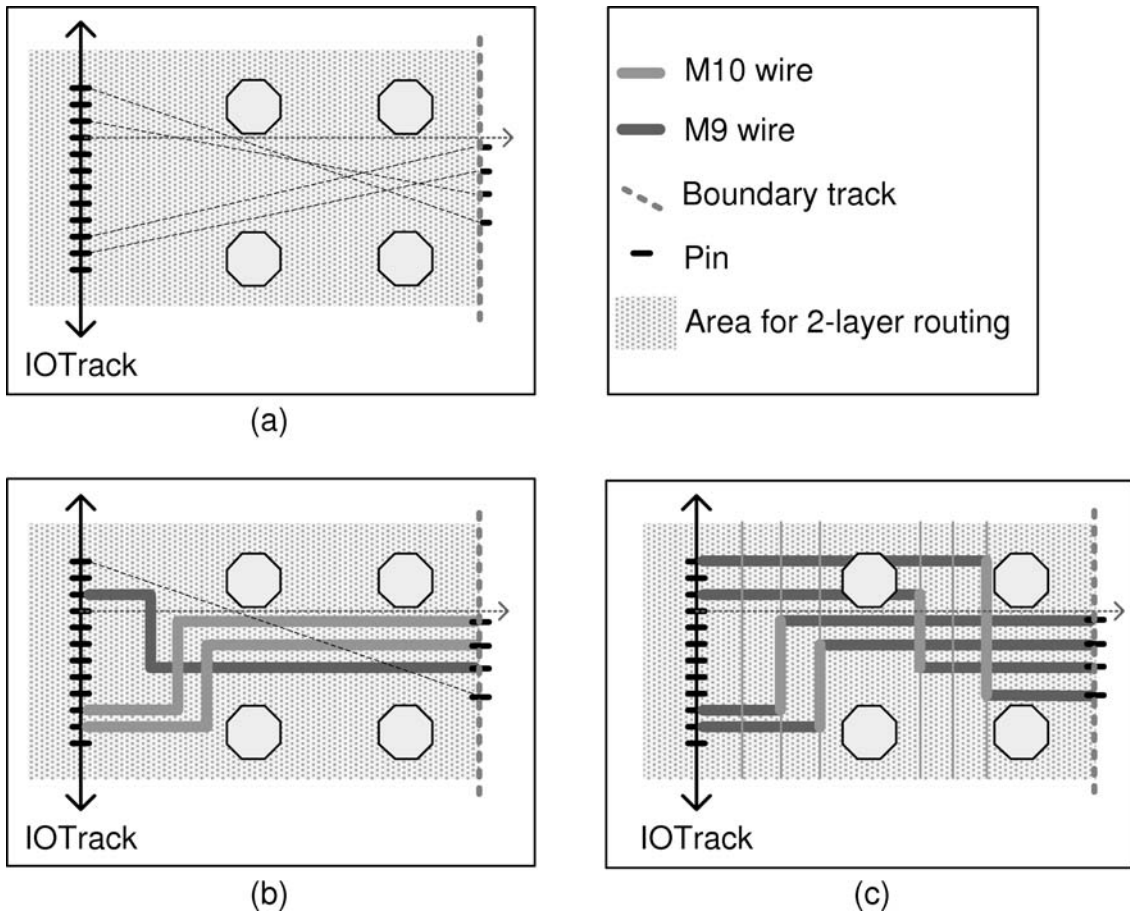 IOTrack
(a)
M10 wire
M9 wire
Boundary track
Pin
Area for 2-layer routing
IOTrack
(b)
IOTrack
(c)